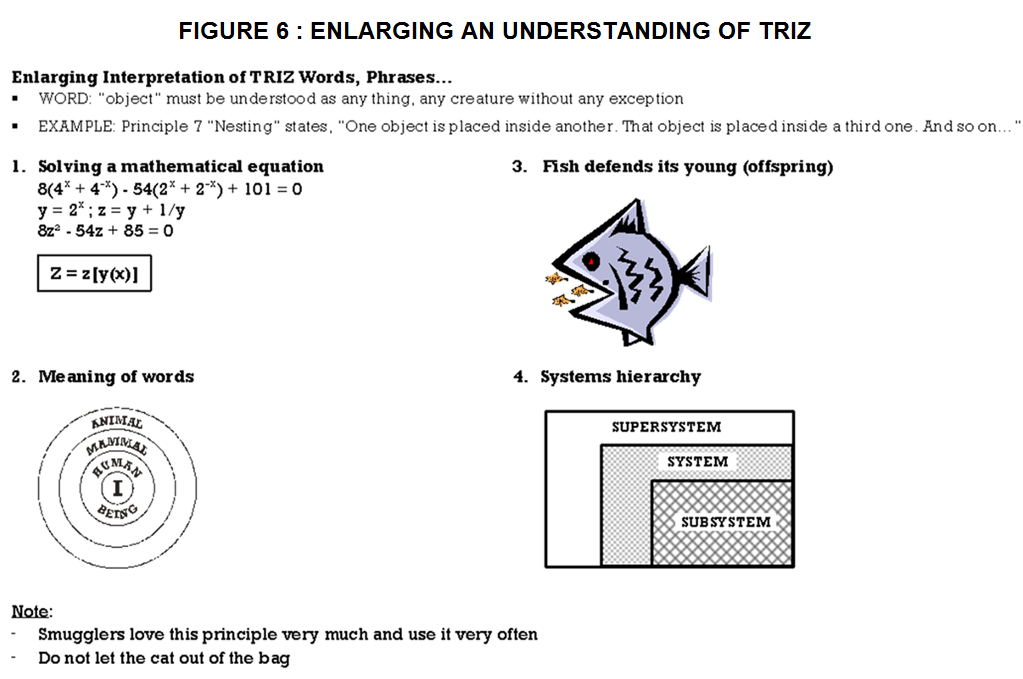 FIGURE 6 : ENLARGING AN UNDERSTANDING OF TRIZ
Enlarging Interpretation of TRIZ Words, Phrases...
▪ WORD: "object" must be understood as any thing, any creature without any exception
▪ EXAMPLE: Principle 7 "Nesting" states, "One object is placed inside another. That object is placed inside a third one. And so on... "
1. Solving a mathematical equation
8(4ˣ + 4⁻ˣ) - 54(2ˣ + 2⁻ˣ) + 101 = 0
y = 2ˣ ; z = y + 1/y
8z² - 54z + 85 = 0
Z = z[y(x)]
2. Meaning of words
ANIMAL
MAMMAL
HUMAN
I
BEING
3. Fish defends its young (offspring)
4. Systems hierarchy
SUPERSYSTEM
SYSTEM
SUBSYSTEM
Note:
- Smugglers love this principle very much and use it very often
- Do not let the cat out of the bag